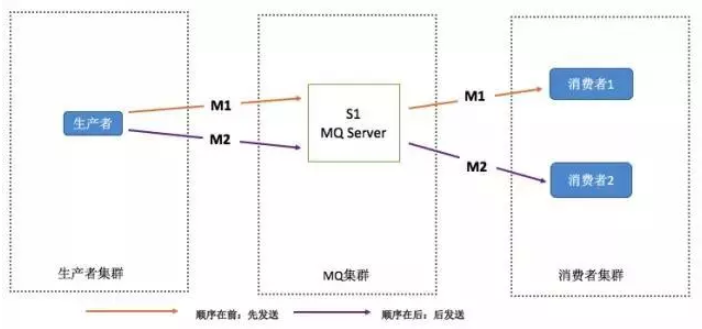 M1
M1
消费者1
S1
MQ Server
生产者
M2
M2
消费者2
生产者集群
MQ集群
消费者集群
顺序在前：先发送
顺序在后：后发送